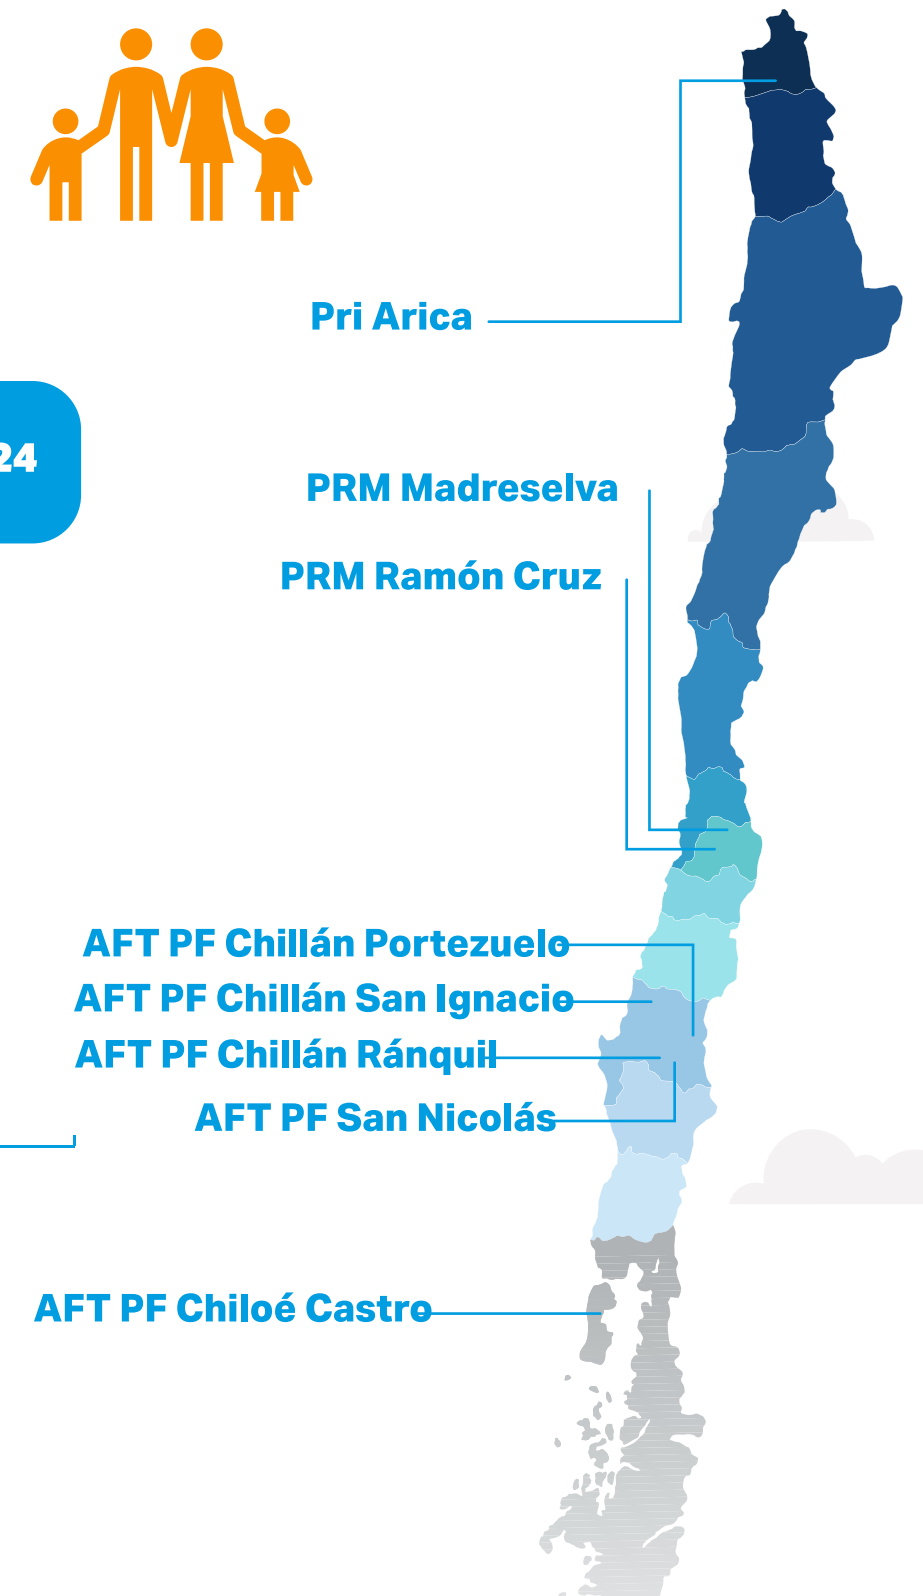 Pri Arica
24
PRM Madreselva
PRM Ramón Cruz
AFT PF Chillán Portezuelo
AFT PF Chillán San Ignacio
AFT PF Chillán Ránquil
AFT PF San Nicolás
AFT PF Chiloé Castro